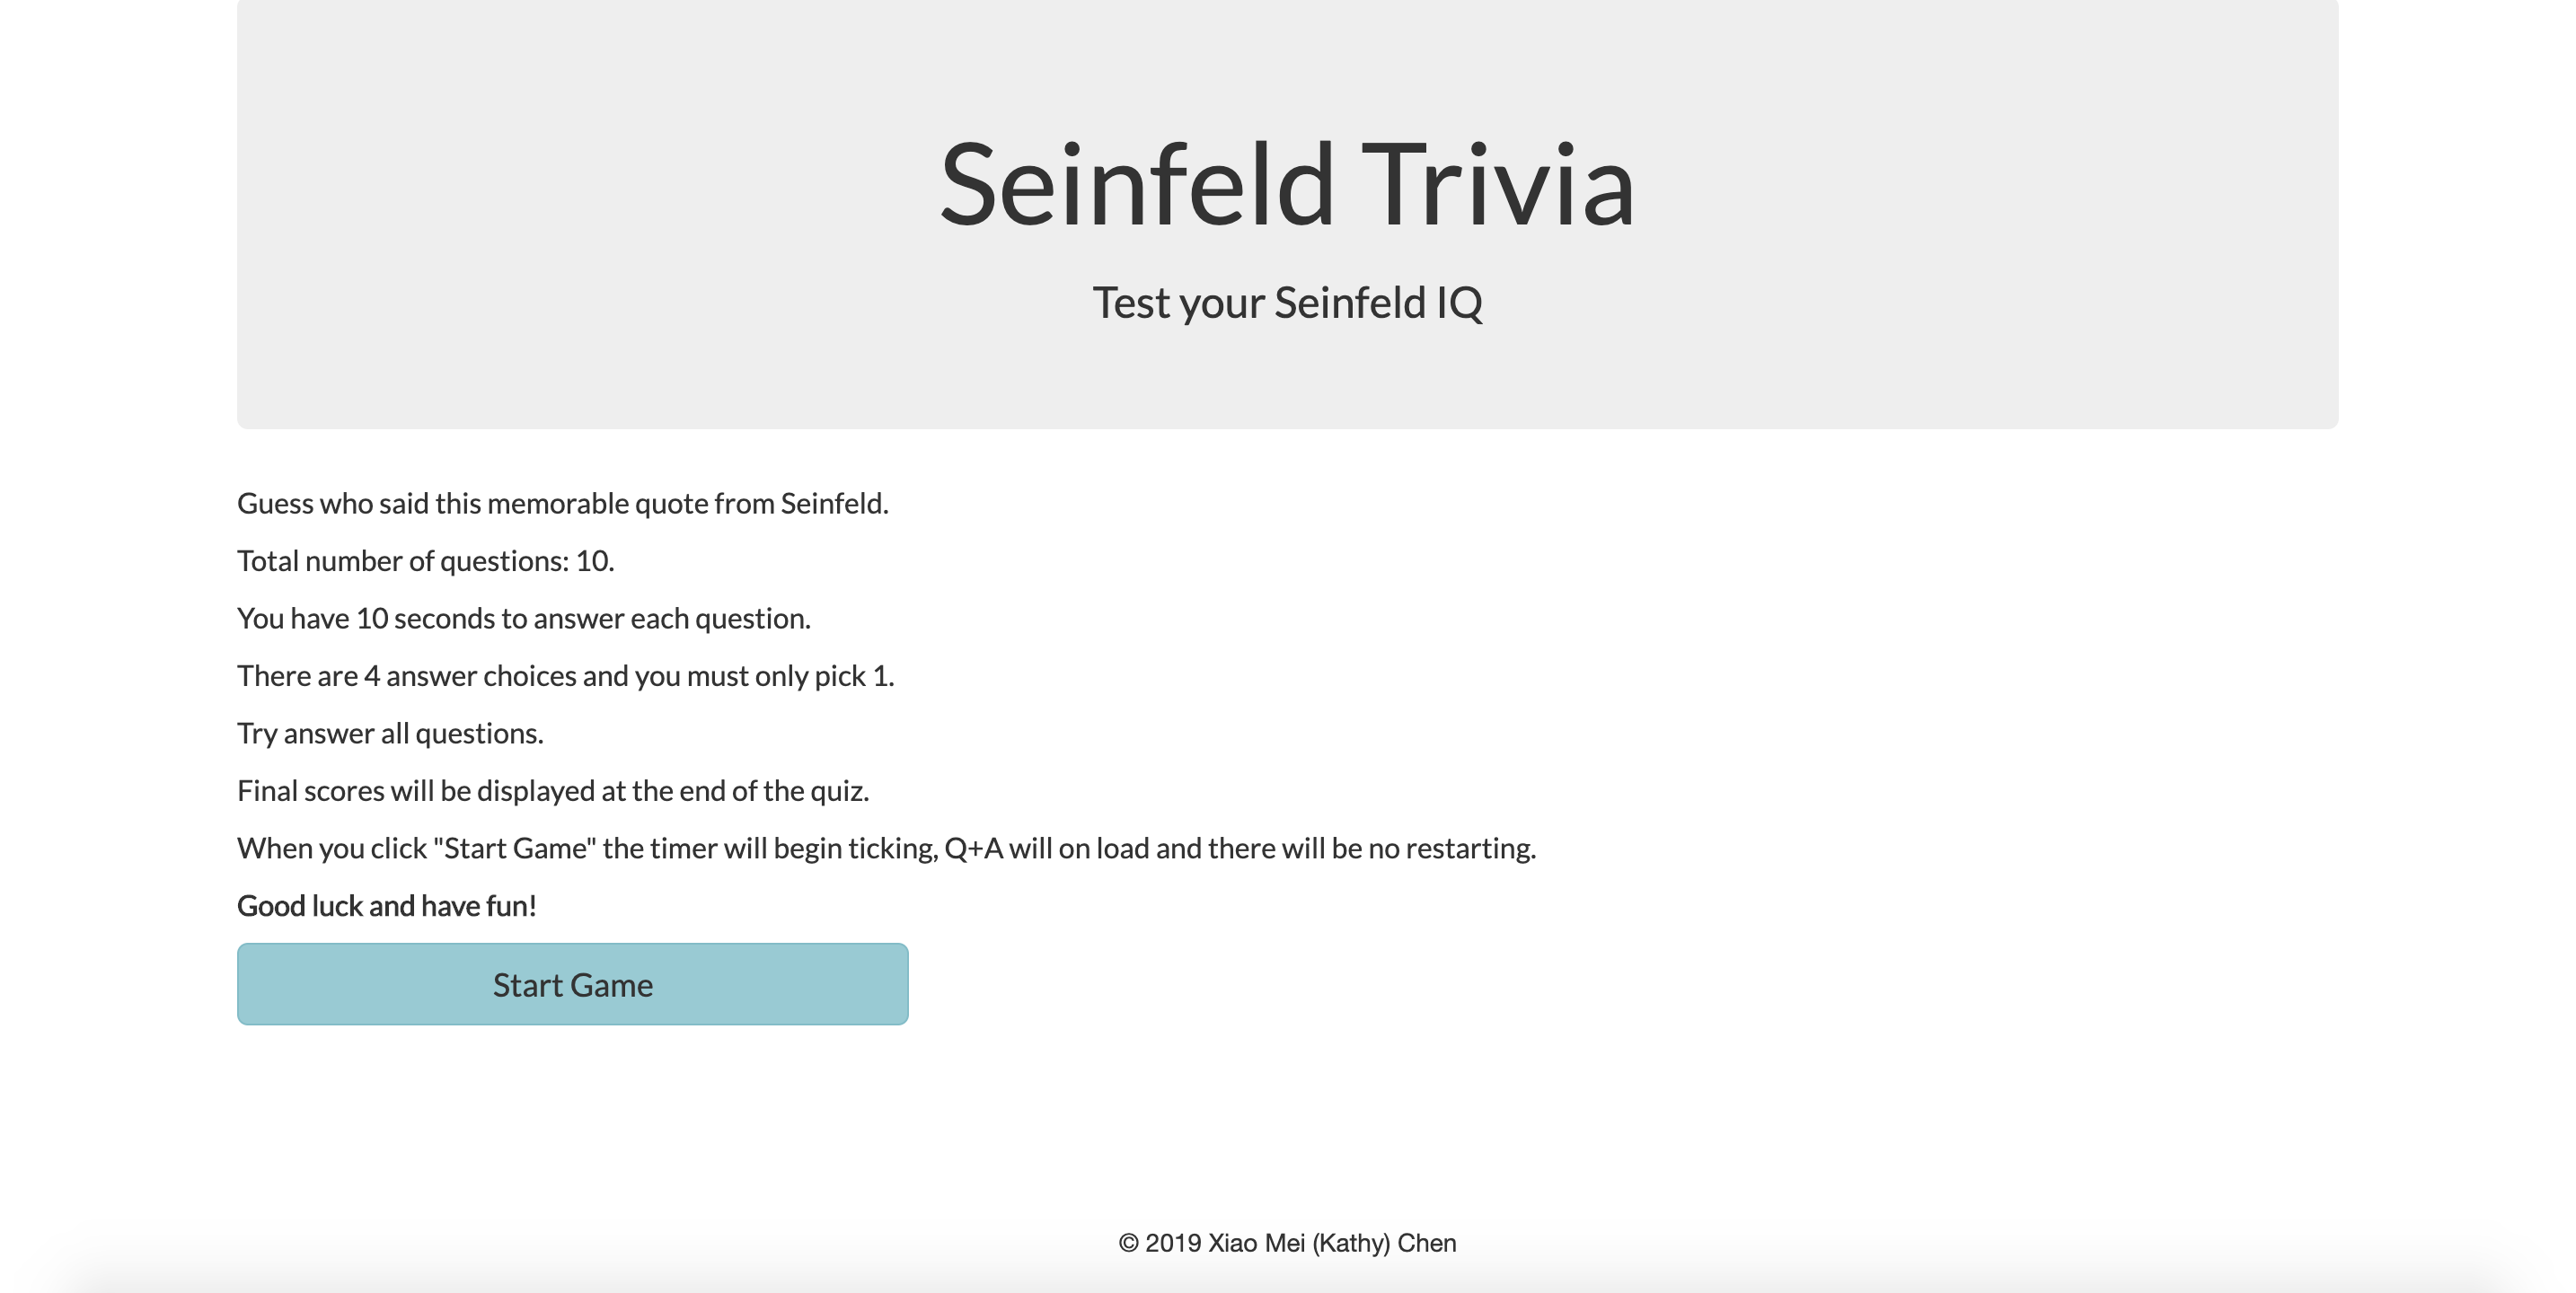 Seinfeld Trivia
Test your Seinfeld IQ
Guess who said this memorable quote from Seinfeld.
Total number of questions: 10.
You have 10 seconds to answer each question.
There are 4 answer choices and you must only pick 1.
Try answer all questions.
Final scores will be displayed at the end of the quiz.
When you click "Start Game" the timer will begin ticking, Q+A will on load and there will be no restarting.
Good luck and have fun!
Start Game
© 2019 Xiao Mei (Kathy) Chen